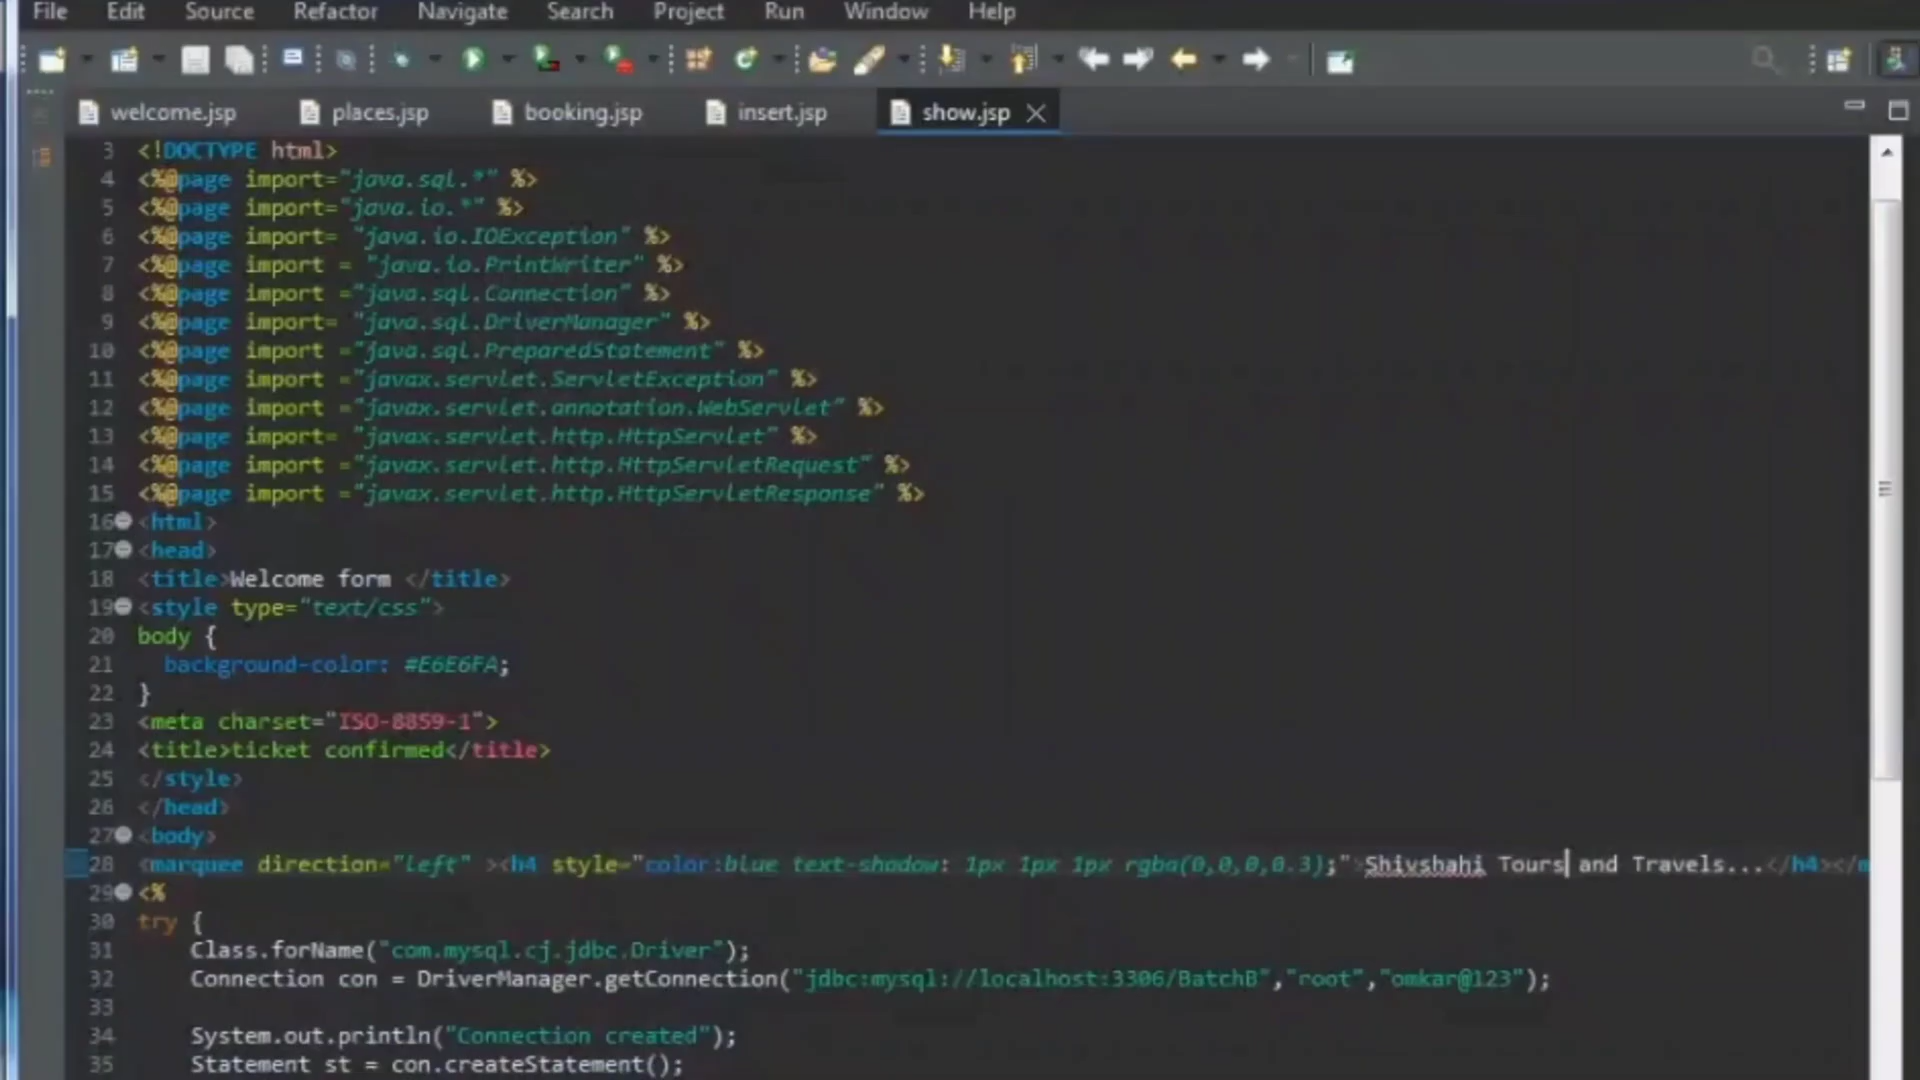 File Edit Source Refactor Navigate Search Project Run Window Help
welcome.jsp places.jsp booking.jsp insert.jsp show.jsp
3 <!DOCTYPE html>
4 <%@page import="java.sql.*" %>
5 <%@page import="java.io.*" %>
6 <%@page import= "java.io.IOException" %>
7 <%@page import = "java.io.PrintWriter" %>
8 <%@page import ="java.sql.Connection" %>
9 <%@page import= "java.sql.DriverManager" %>
10 <%@page import ="java.sql.PreparedStatement" %>
11 <%@page import ="javax.servlet.ServletException" %>
12 <%@page import ="javax.servlet.annotation.WebServlet" %>
13 <%@page import= "javax.servlet.http.HttpServlet" %>
14 <%@page import ="javax.servlet.http.HttpServletRequest" %>
15 <%@page import ="javax.servlet.http.HttpServletResponse" %>
16 <html>
17 <head>
18 <title>Welcome form </title>
19 <style type="text/css">
20 body {
21 background-color: #E6E6FA;
22 }
23 <meta charset="ISO-8859-1">
24 <title>ticket confirmed</title>
25 </style>
26 </head>
27 <body>
28 <marquee direction="left" ><h4 style="color:blue text-shadow: 1px 1px 1px rgba(0,0,0,0.3);">Shivshahi Tours and Travels...</h4></m
29 <%
30 try {
31 Class.forName("com.mysql.cj.jdbc.Driver");
32 Connection con = DriverManager.getConnection("jdbc:mysql://localhost:3306/BatchB","root","omkar@123");
33
34 System.out.println("Connection created");
35 Statement st = con.createStatement();